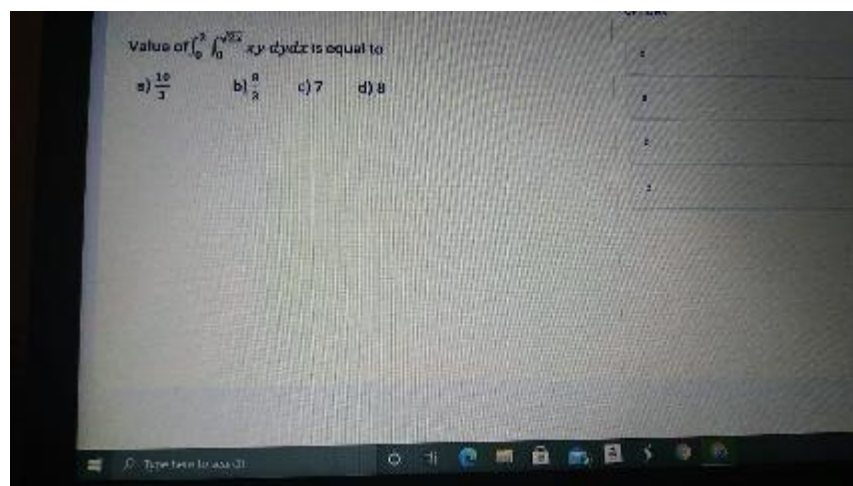 Value of ∫₀² ∫₀^√2x xy dydx is equal to
a) 10/3 b) 8/3 c) 7 d) 8
Type here to search